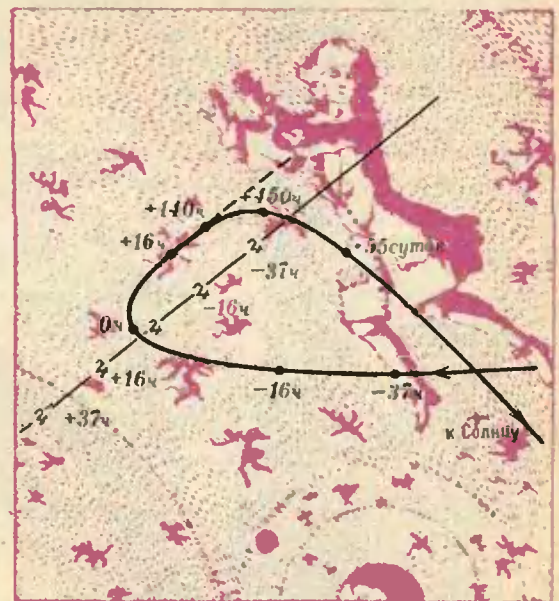 +140ч
+150ч
+16ч
55суток
♃
-37ч
♃
-16ч
0ч
♃
♃
+16ч
-16ч
-37ч
♃
+37ч
к Солнцу